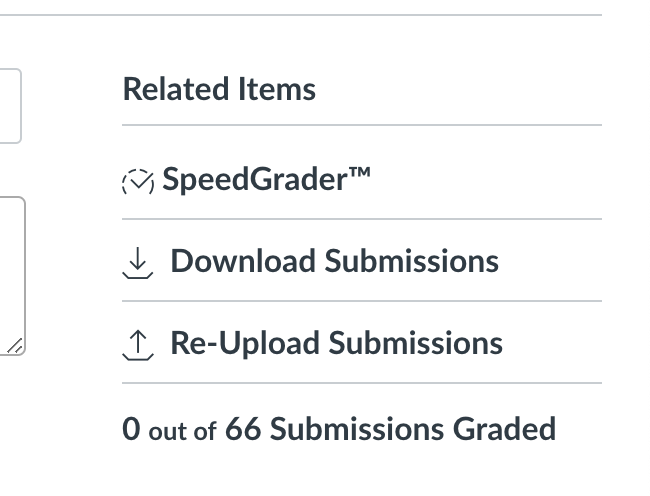 Related Items
SpeedGrader™
Download Submissions
Re-Upload Submissions
0 out of 66 Submissions Graded